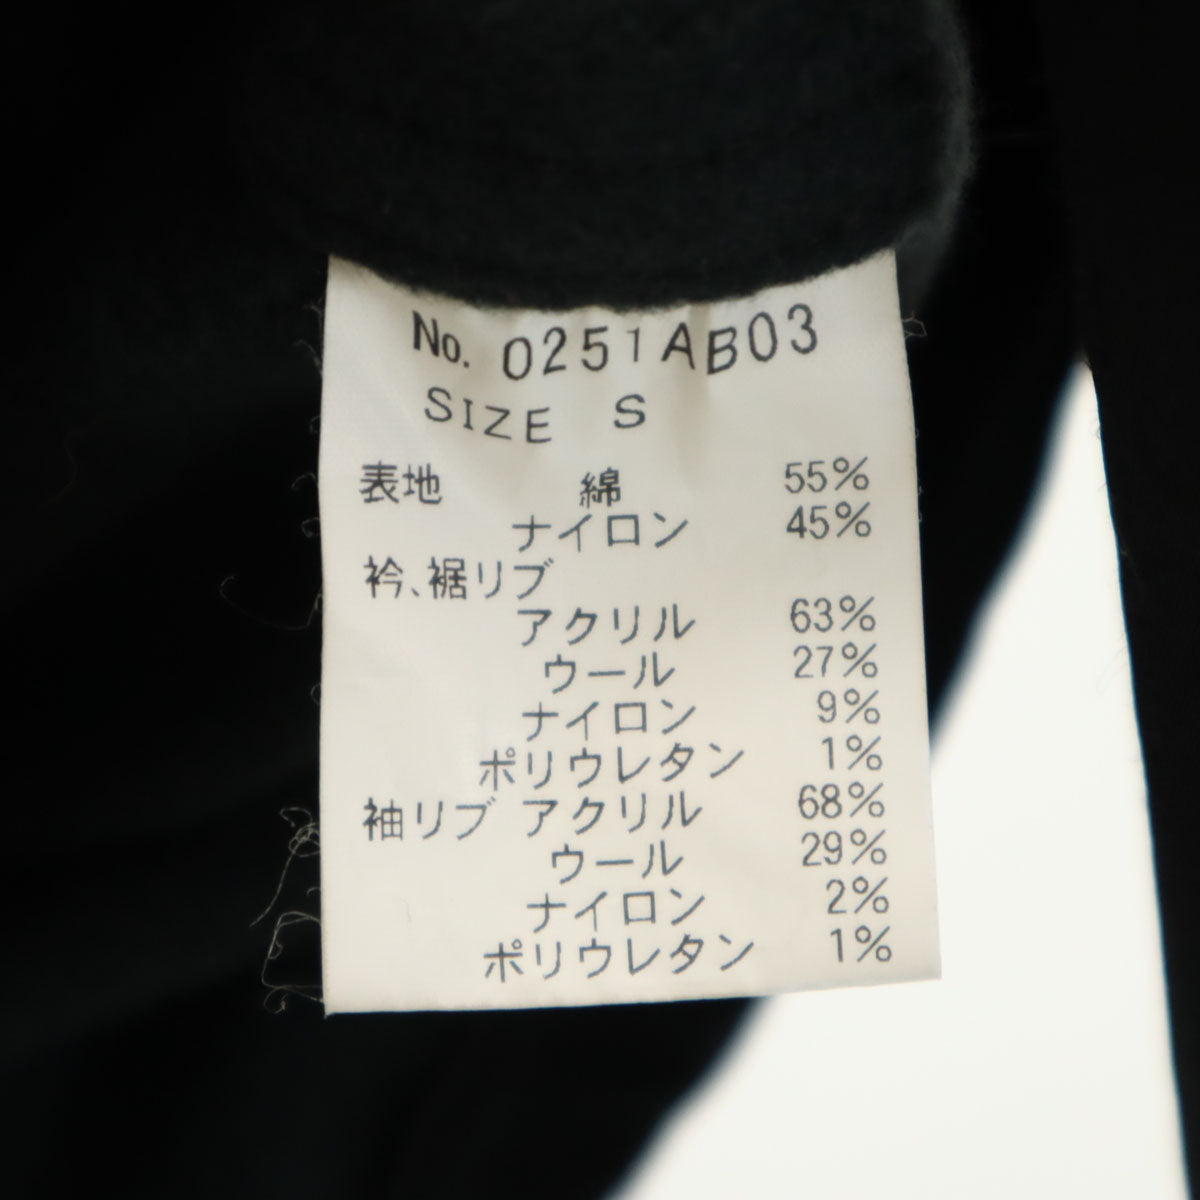 No. 0251AB03
SIZE S
表地 綿 55%
ナイロン 45%
衿、裾リブ
アクリル 63%
ウール 27%
ナイロン 9%
ポリウレタン 1%
袖リブ アクリル 68%
ウール 29%
ナイロン 2%
ポリウレタン 1%